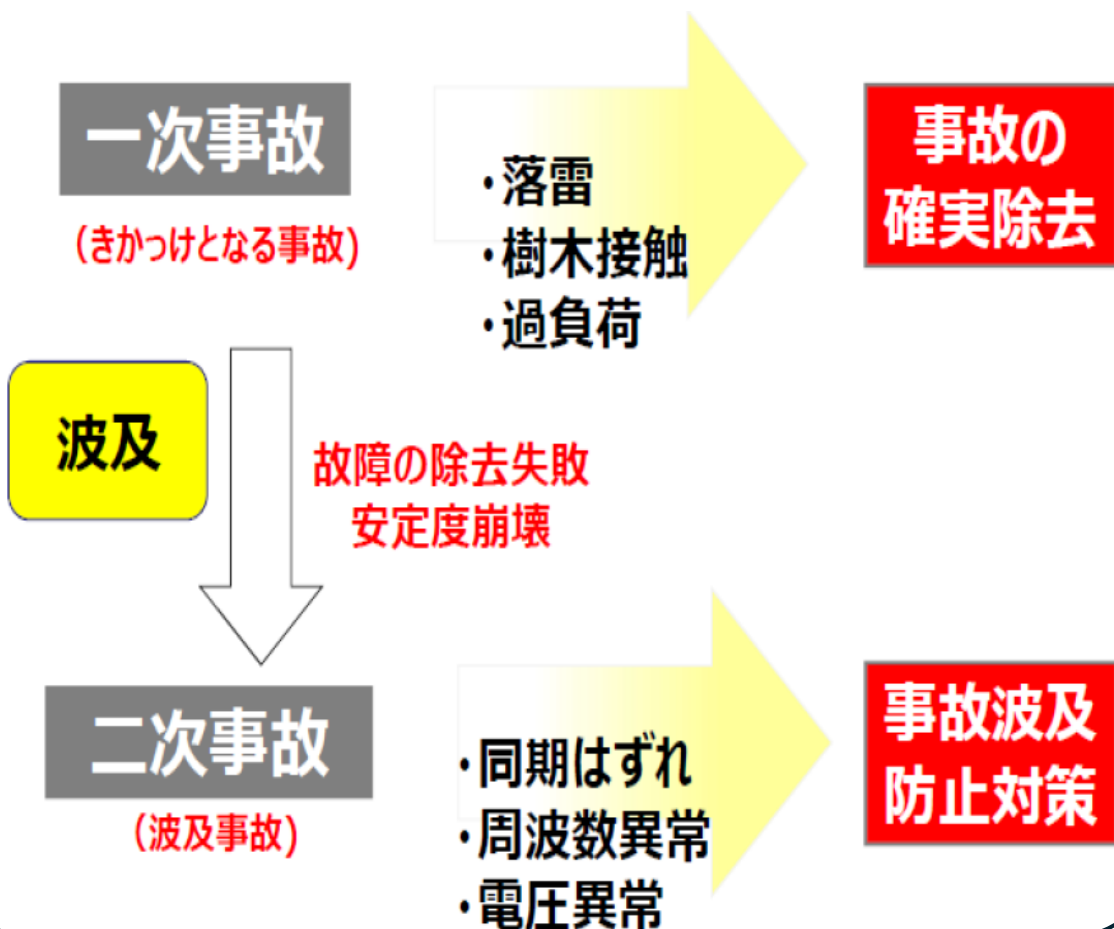 一次事故
(きかっけとなる事故)
・落雷
・樹木接触
・過負荷
事故の
確実除去
波及
故障の除去失敗
安定度崩壊
二次事故
(波及事故)
・同期はずれ
・周波数異常
・電圧異常
事故波及
防止対策